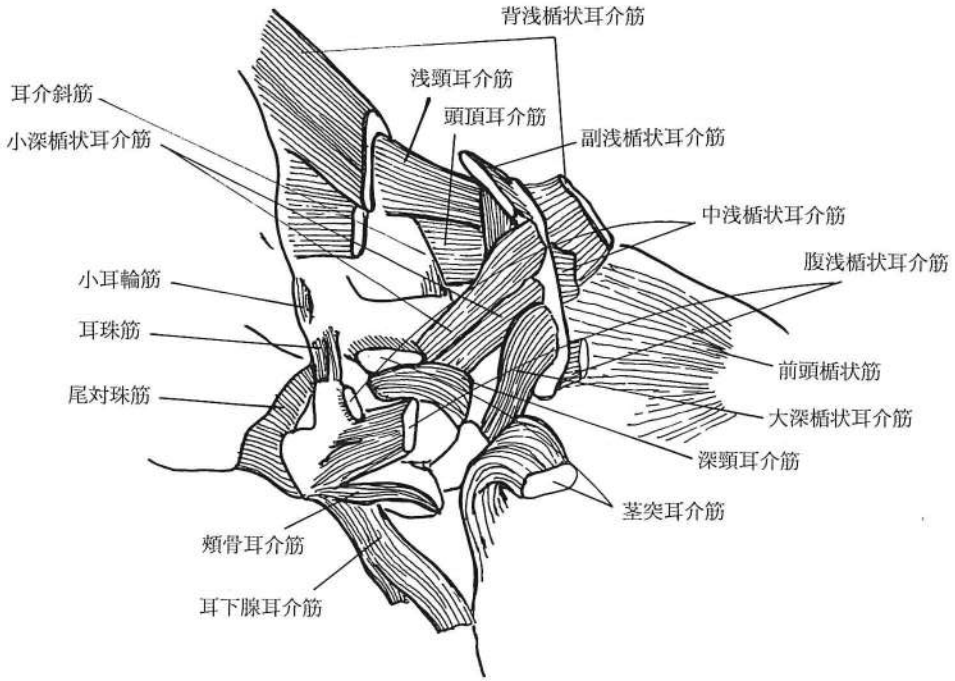 背浅楯状耳介筋
浅頸耳介筋
耳介斜筋
頭頂耳介筋
小深楯状耳介筋
副浅楯状耳介筋
中浅楯状耳介筋
腹浅楯状耳介筋
小耳輪筋
耳珠筋
前頭楯状筋
尾対珠筋
大深楯状耳介筋
深頸耳介筋
茎突耳介筋
頬骨耳介筋
耳下腺耳介筋